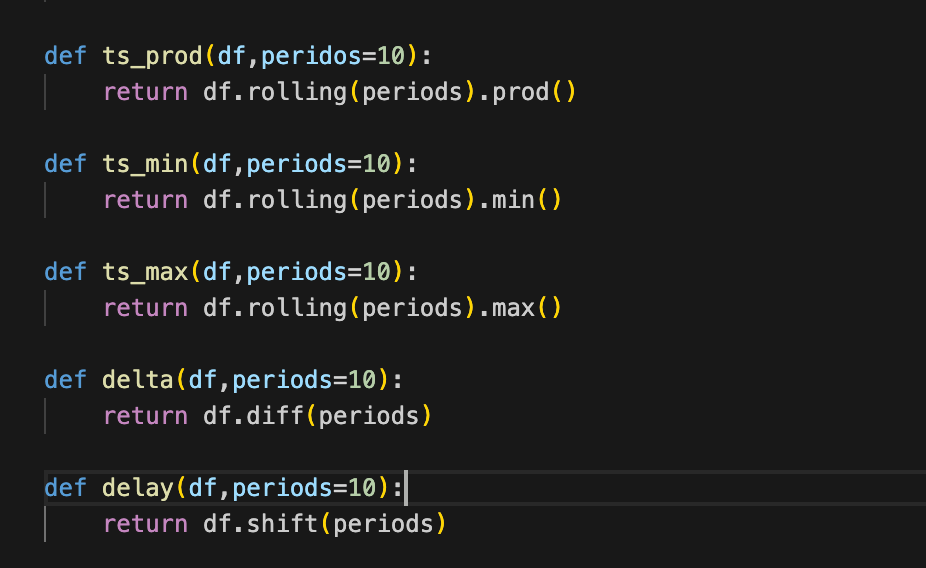 def ts_prod(df,peridos=10):
    return df.rolling(periods).prod()
def ts_min(df,periods=10):
    return df.rolling(periods).min()
def ts_max(df,periods=10):
    return df.rolling(periods).max()
def delta(df,periods=10):
    return df.diff(periods)
def delay(df,periods=10):
    return df.shift(periods)